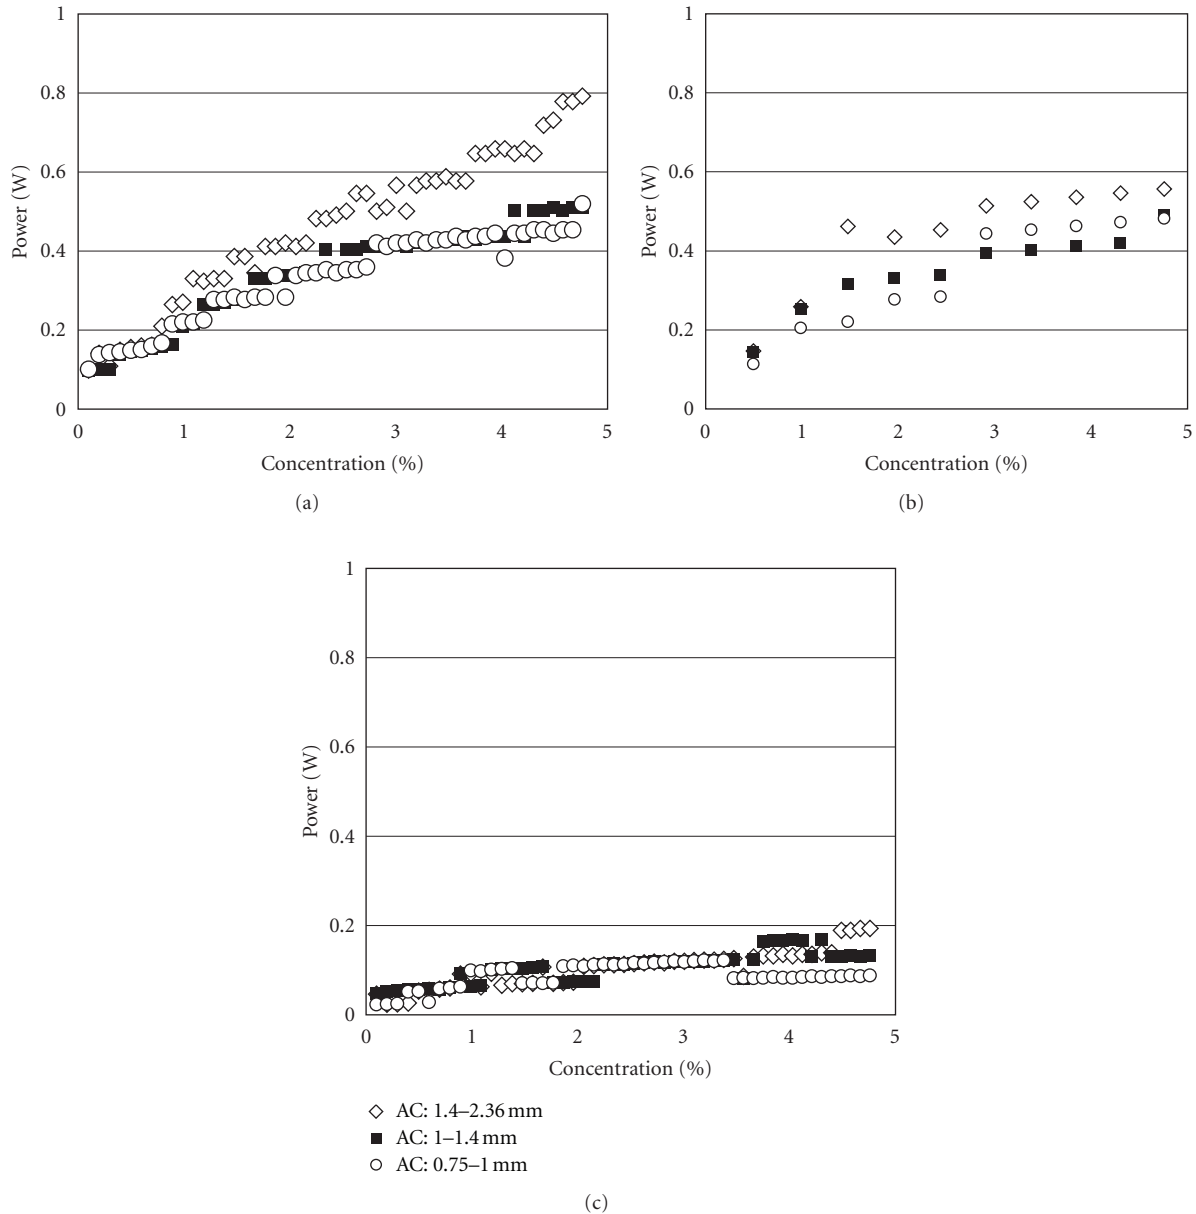 1
0.8
0.6
0.4
0.2
0
Power (W)
0 1 2 3 4 5
Concentration (%)
(a)
1
0.8
0.6
0.4
0.2
0
Power (W)
0 1 2 3 4 5
Concentration (%)
(b)
1
0.8
0.6
0.4
0.2
0
Power (W)
0 1 2 3 4 5
Concentration (%)
AC: 1.4–2.36 mm
AC: 1–1.4 mm
AC: 0.75–1 mm
(c)